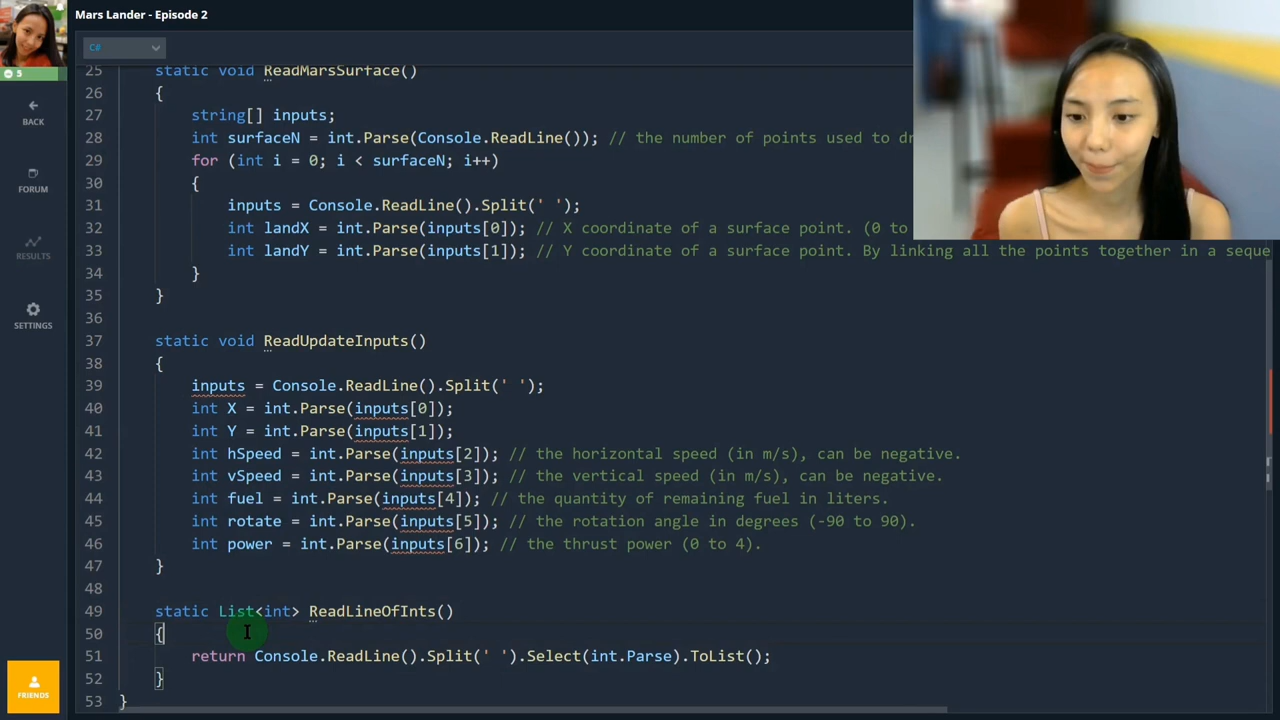 Mars Lander - Episode 2
C#
5
BACK
FORUM
RESULTS
SETTINGS
FRIENDS
25 static void ReadMarsSurface()
26 {
27 string[] inputs;
28 int surfaceN = int.Parse(Console.ReadLine()); // the number of points used to dr
29 for (int i = 0; i < surfaceN; i++)
30 {
31 inputs = Console.ReadLine().Split(' ');
32 int landX = int.Parse(inputs[0]); // X coordinate of a surface point. (0 to
33 int landY = int.Parse(inputs[1]); // Y coordinate of a surface point. By linking all the points together in a seque
34 }
35 }
36
37 static void ReadUpdateInputs()
38 {
39 inputs = Console.ReadLine().Split(' ');
40 int X = int.Parse(inputs[0]);
41 int Y = int.Parse(inputs[1]);
42 int hSpeed = int.Parse(inputs[2]); // the horizontal speed (in m/s), can be negative.
43 int vSpeed = int.Parse(inputs[3]); // the vertical speed (in m/s), can be negative.
44 int fuel = int.Parse(inputs[4]); // the quantity of remaining fuel in liters.
45 int rotate = int.Parse(inputs[5]); // the rotation angle in degrees (-90 to 90).
46 int power = int.Parse(inputs[6]); // the thrust power (0 to 4).
47 }
48
49 static List<int> ReadLineOfInts()
50 {
51 return Console.ReadLine().Split(' ').Select(int.Parse).ToList();
52 }
53 }